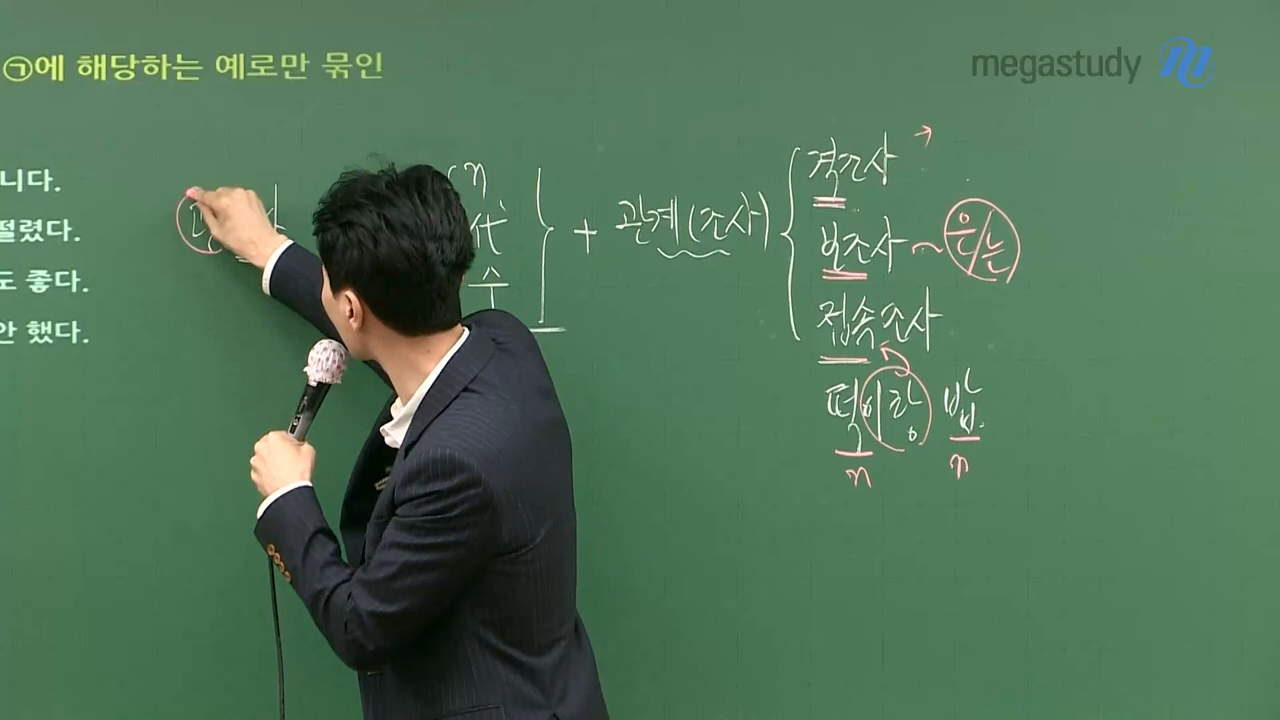 ㉠에 해당하는 예로만 묶인
megastudy
니다.
떨렸다.
도 좋다.
안 했다.
n
代
수
+ 관계(조사)
격조사 →
보조사 ~ 은/는
접속조사
떡이랑 밥
n n